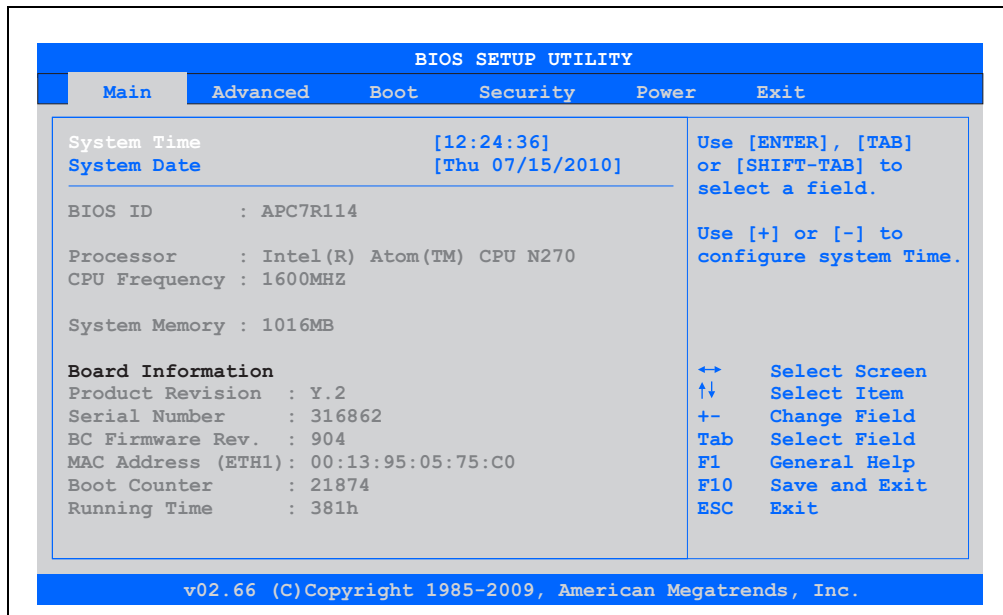 BIOS SETUP UTILITY
Main Advanced Boot Security Power Exit
System Time [12:24:36]
System Date [Thu 07/15/2010]
BIOS ID : APC7R114
Processor : Intel(R) Atom(TM) CPU N270
CPU Frequency : 1600MHZ
System Memory : 1016MB
Board Information
Product Revision : Y.2
Serial Number : 316862
BC Firmware Rev. : 904
MAC Address (ETH1): 00:13:95:05:75:C0
Boot Counter : 21874
Running Time : 381h
Use [ENTER], [TAB]
or [SHIFT-TAB] to
select a field.
Use [+] or [-] to
configure system Time.
↔ Select Screen
↑↓ Select Item
+- Change Field
Tab Select Field
F1 General Help
F10 Save and Exit
ESC Exit
v02.66 (C)Copyright 1985-2009, American Megatrends, Inc.